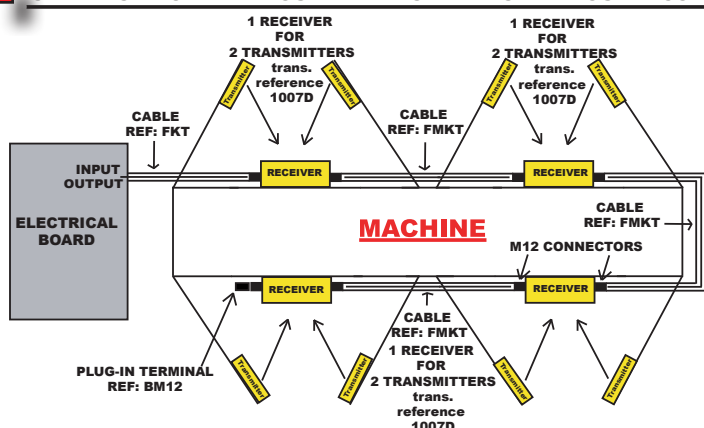 1 RECEIVER
FOR
2 TRANSMITTERS
trans.
reference
1007D
Transmitter
Transmitter
1 RECEIVER
FOR
2 TRANSMITTERS
trans.
reference
1007D
Transmitter
Transmitter
CABLE
REF: FKT
CABLE
REF: FMKT
INPUT
OUTPUT
RECEIVER
RECEIVER
ELECTRICAL
BOARD
MACHINE
CABLE
REF: FMKT
M12 CONNECTORS
RECEIVER
RECEIVER
CABLE
REF: FMKT
PLUG-IN TERMINAL
REF: BM12
1 RECEIVER
FOR
2 TRANSMITTERS
trans.
reference
1007D
Transmitter
Transmitter
Transmitter
Transmitter